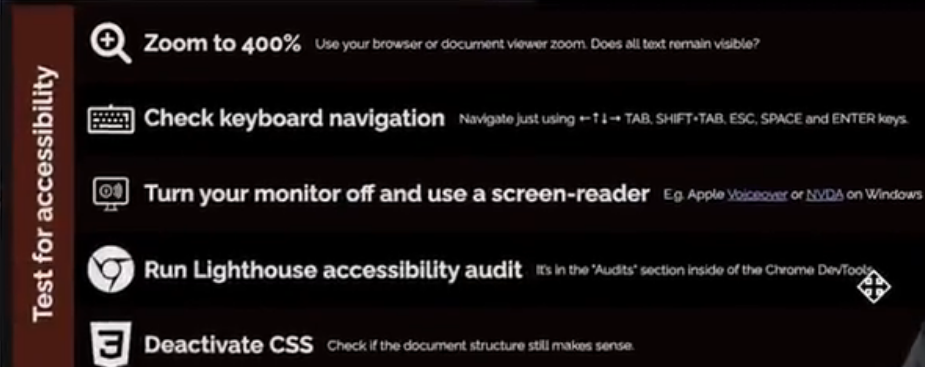 Test for accessibility
Zoom to 400% Use your browser or document viewer zoom. Does all text remain visible?
Check keyboard navigation Navigate just using ←↑↓→ TAB, SHIFT+TAB, ESC, SPACE and ENTER keys.
Turn your monitor off and use a screen-reader E.g. Apple Voiceover or NVDA on Windows
Run Lighthouse accessibility audit It's in the "Audits" section inside of the Chrome DevTools
Deactivate CSS Check if the document structure still makes sense.